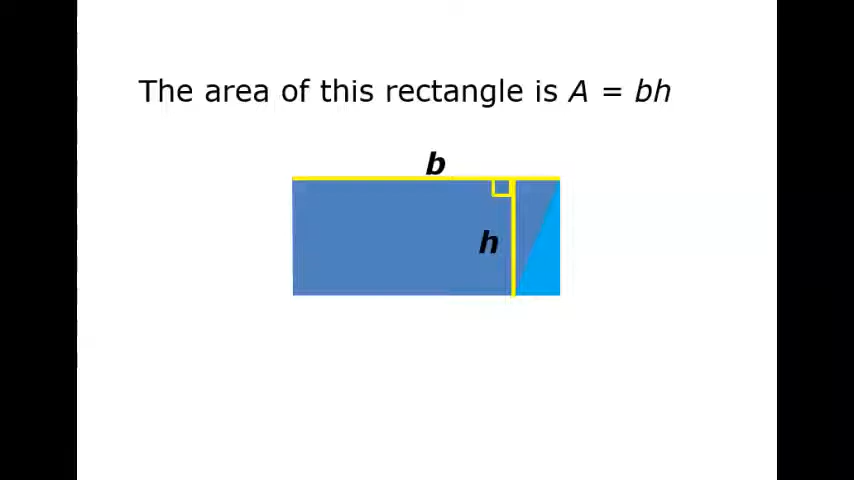 The area of this rectangle is A = bh
b
h